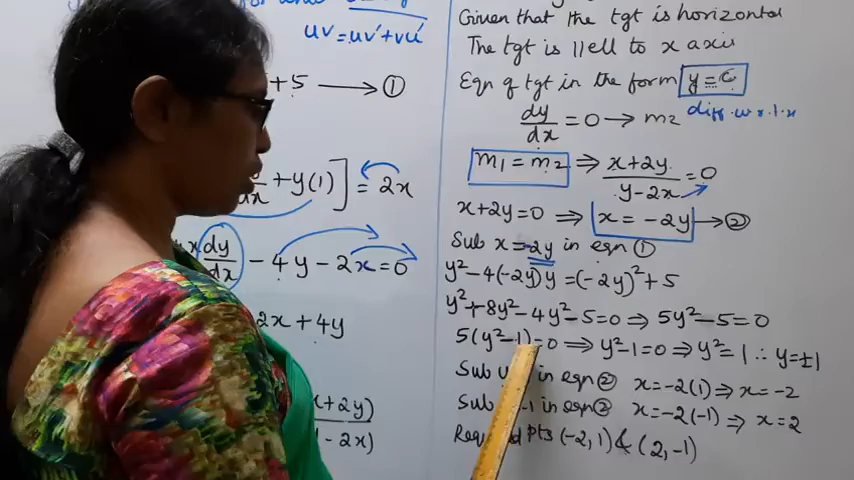 uv = uv' + vu'
+5 → ①
+ y(1)] = 2x
dx
dy/dx - 4y - 2x = 0
2x + 4y
x + 2y)
- 2x)
Given that the tgt is horizontal
The tgt is llell to x axis
Eqn of tgt in the form y = c
dy/dx = 0 → m2 diff. w.r.t. x
m1 = m2 ⇒ x+2y/y-2x = 0
x+2y=0 ⇒ x = -2y → ②
Sub x = -2y in eqn ①
y² - 4(-2y)y = (-2y)² + 5
y² + 8y² - 4y² - 5 = 0 ⇒ 5y² - 5 = 0
5(y² - 1) = 0 ⇒ y² - 1 = 0 ⇒ y² = 1 ∴ y = ±1
Sub in eqn ② x = -2(1) ⇒ x = -2
Sub -1 in eqn ② x = -2(-1) ⇒ x = 2
Pts (-2, 1) & (2, -1)